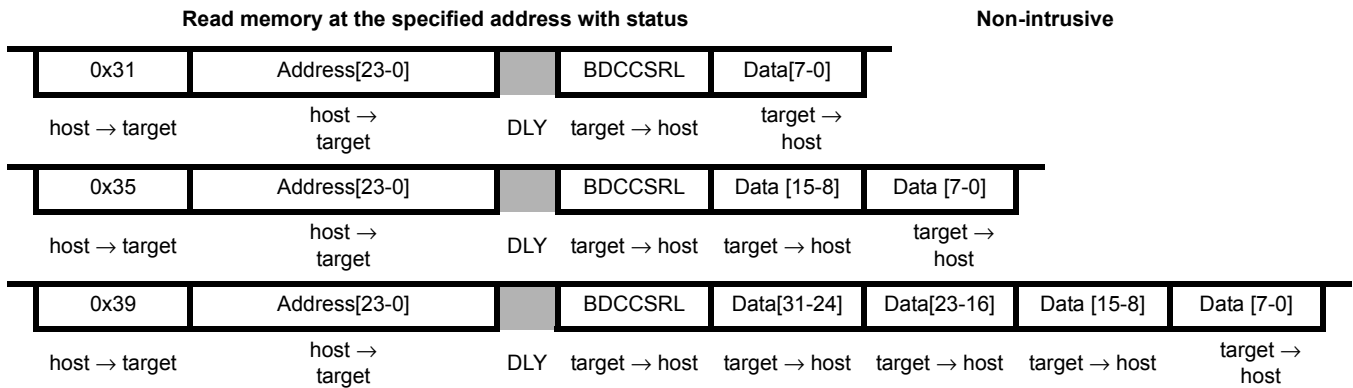 Read memory at the specified address with status Non-intrusive
0x31 Address[23-0] BDCCSRL Data[7-0]
host → target host → target DLY target → host target → host
0x35 Address[23-0] BDCCSRL Data [15-8] Data [7-0]
host → target host → target DLY target → host target → host target → host
0x39 Address[23-0] BDCCSRL Data[31-24] Data[23-16] Data [15-8] Data [7-0]
host → target host → target DLY target → host target → host target → host target → host target → host